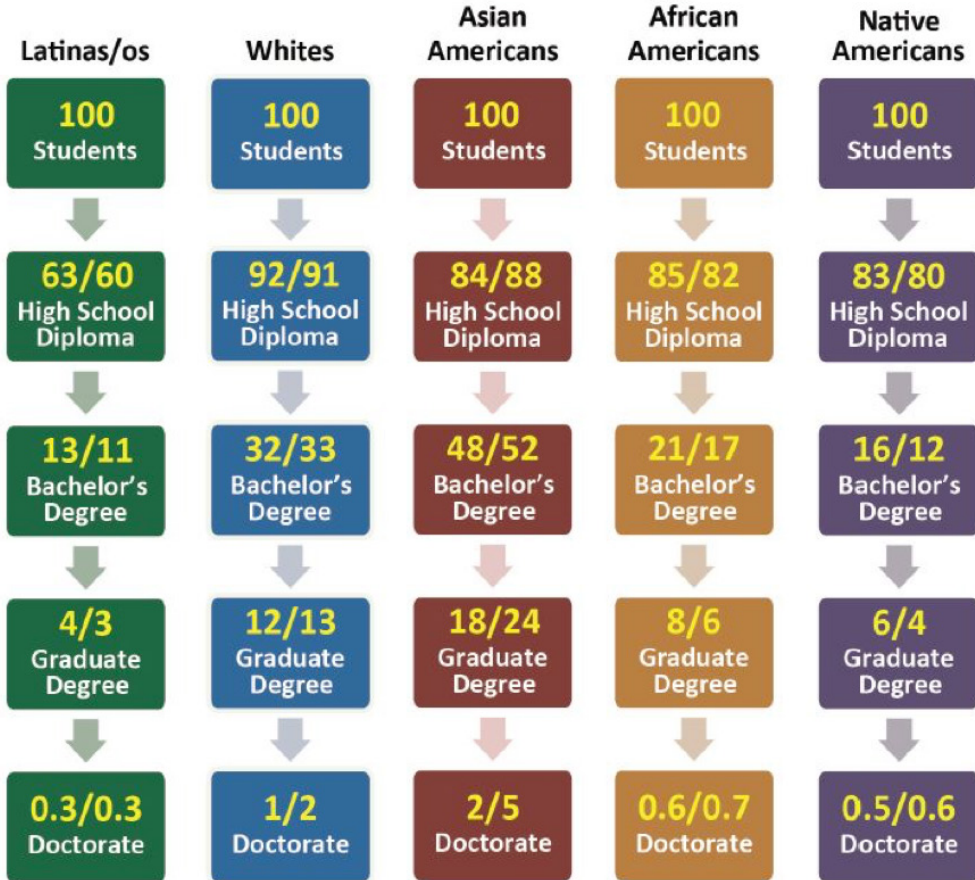 Latinas/os
Whites
Asian
Americans
African
Americans
Native
Americans
100
Students
100
Students
100
Students
100
Students
100
Students
63/60
High School
Diploma
92/91
High School
Diploma
84/88
High School
Diploma
85/82
High School
Diploma
83/80
High School
Diploma
13/11
Bachelor's
Degree
32/33
Bachelor's
Degree
48/52
Bachelor's
Degree
21/17
Bachelor's
Degree
16/12
Bachelor's
Degree
4/3
Graduate
Degree
12/13
Graduate
Degree
18/24
Graduate
Degree
8/6
Graduate
Degree
6/4
Graduate
Degree
0.3/0.3
Doctorate
1/2
Doctorate
2/5
Doctorate
0.6/0.7
Doctorate
0.5/0.6
Doctorate